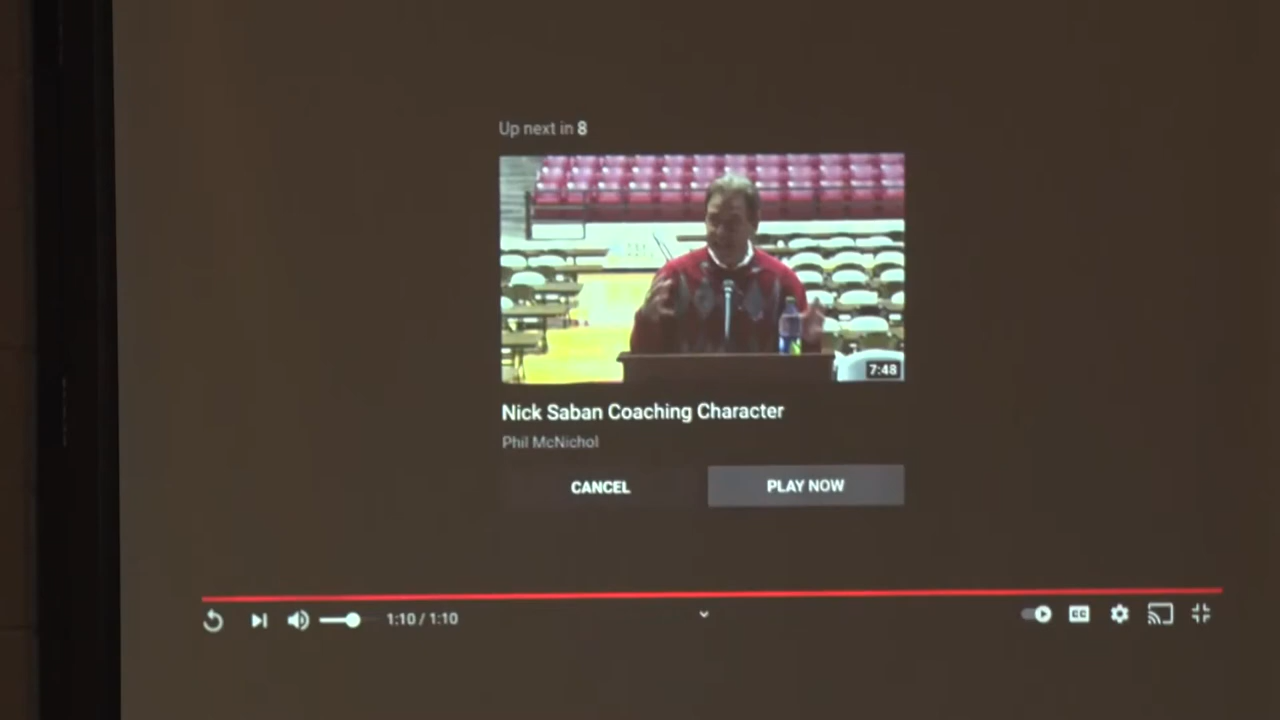 Up next in 8
7:48
Nick Saban Coaching Character
Phil McNichol
CANCEL
PLAY NOW
1:10 / 1:10
CC